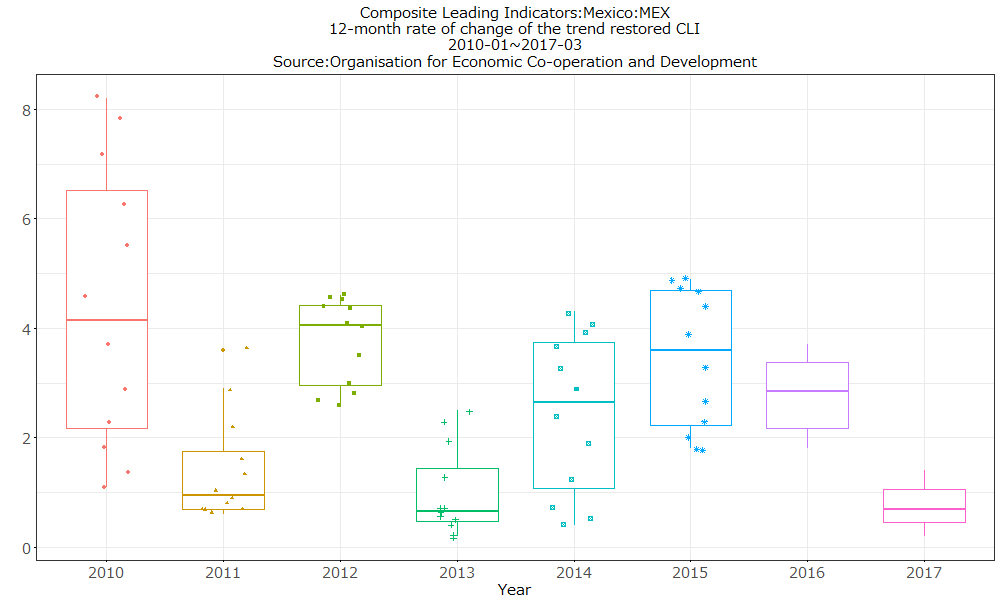 Composite Leading Indicators:Mexico:MEX
12-month rate of change of the trend restored CLI
2010-01~2017-03
Source:Organisation for Economic Co-operation and Development
8
6
4
2
0
2010 2011 2012 2013 2014 2015 2016 2017
Year